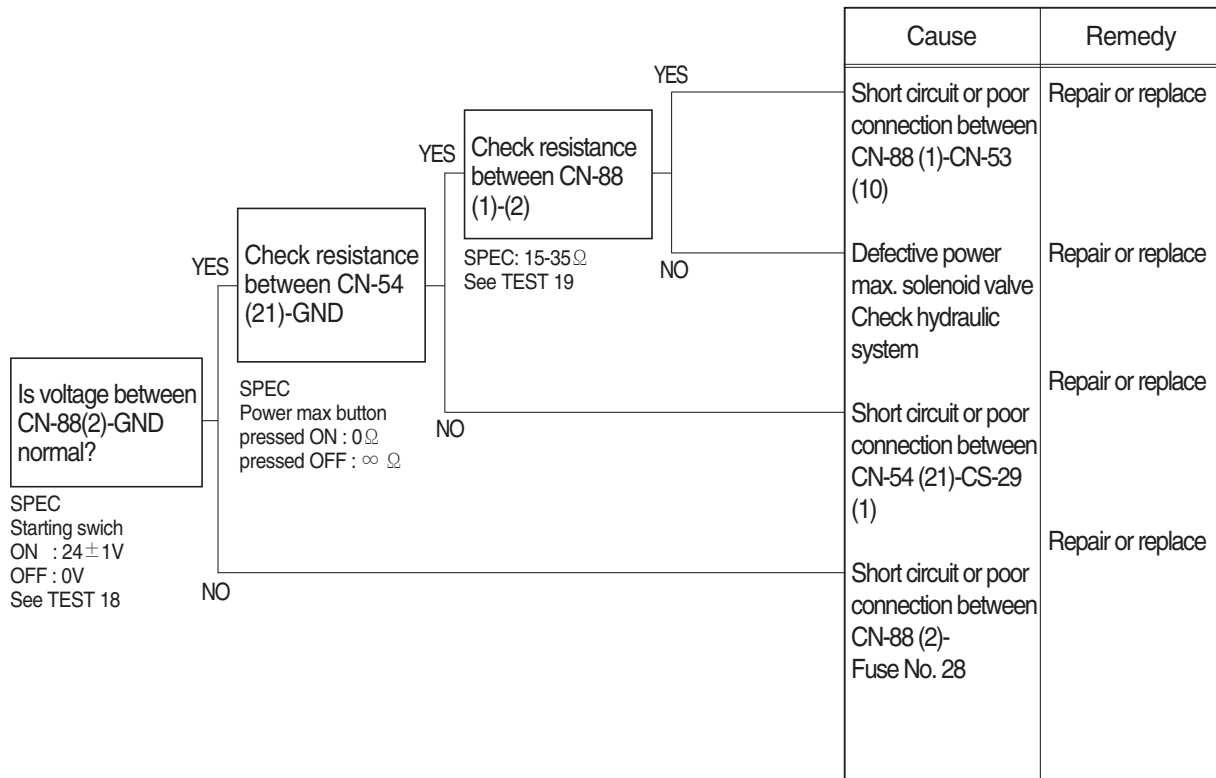 Cause
Remedy
YES
Short circuit or poor
connection between
CN-88 (1)-CN-53
(10)
Repair or replace
YES
Check resistance
between CN-88
(1)-(2)
SPEC: 15-35Ω
See TEST 19
NO
Defective power
max. solenoid valve
Check hydraulic
system
Repair or replace
YES
Check resistance
between CN-54
(21)-GND
SPEC
Power max button
pressed ON : 0Ω
pressed OFF : ∞ Ω
NO
Repair or replace
Short circuit or poor
connection between
CN-54 (21)-CS-29
(1)
Is voltage between
CN-88(2)-GND
normal?
SPEC
Starting swich
ON : 24±1V
OFF : 0V
See TEST 18
NO
Repair or replace
Short circuit or poor
connection between
CN-88 (2)-
Fuse No. 28